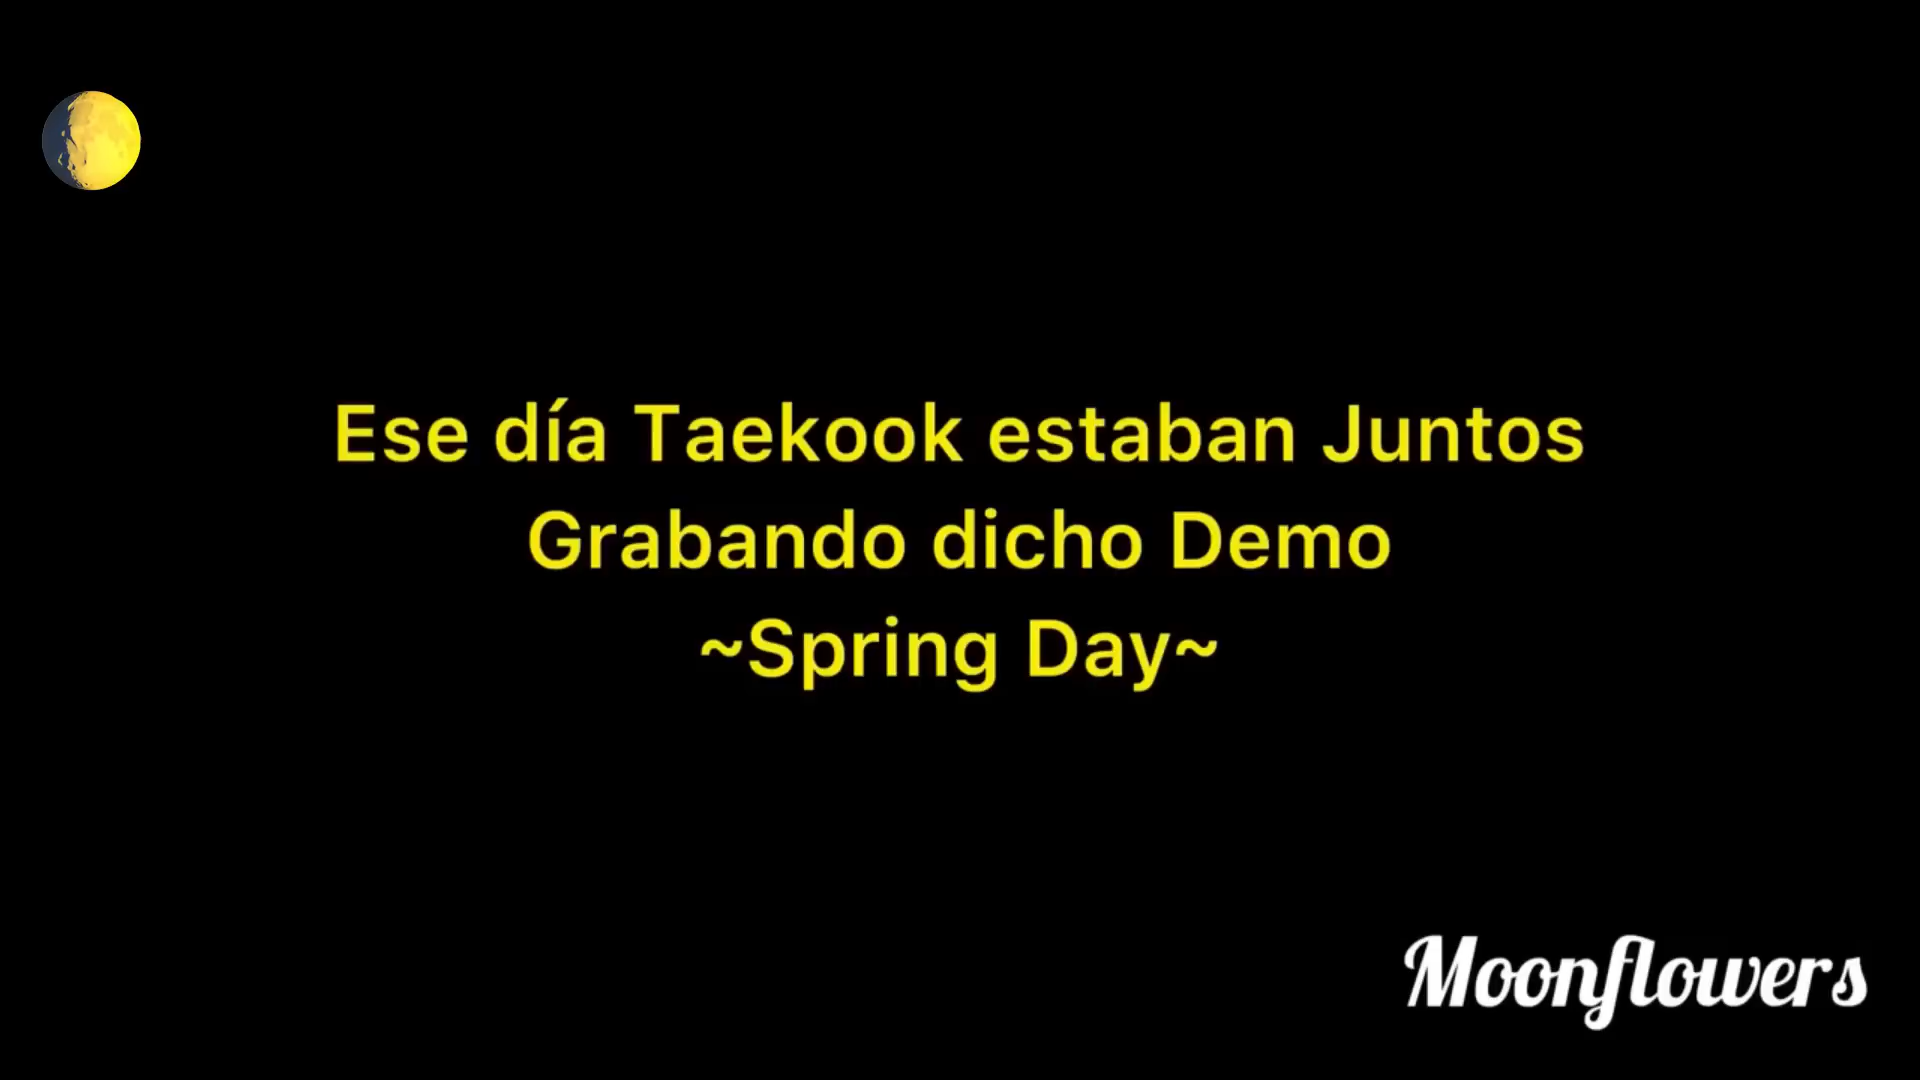 Ese día Taekook estaban Juntos
Grabando dicho Demo
~Spring Day~
Moonflowers